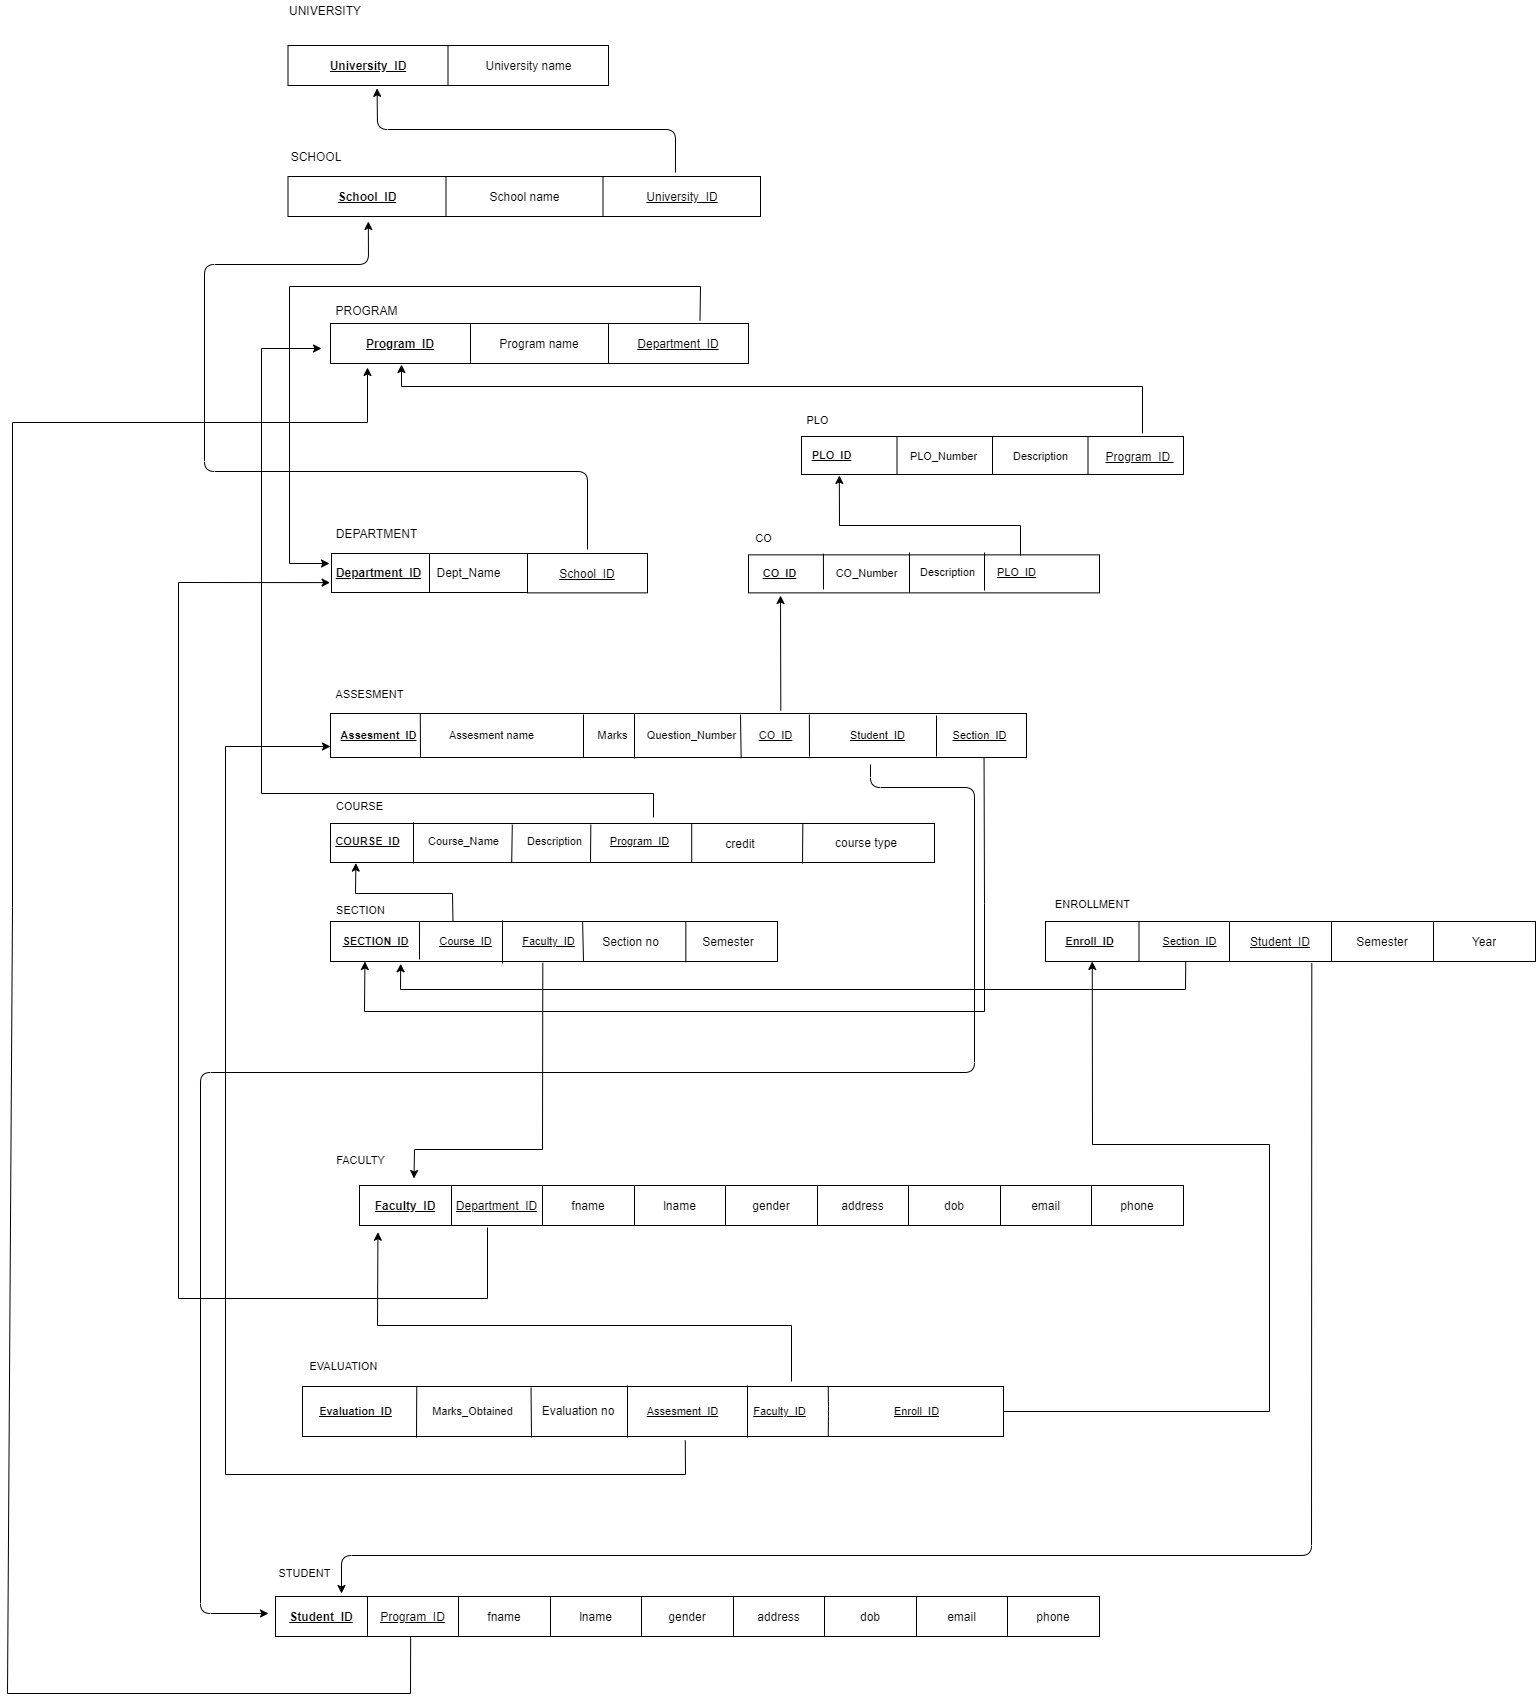 UNIVERSITY
University_ID University name
SCHOOL
School_ID School name University_ID
PROGRAM
Program_ID Program name Department_ID
PLO
PLO_ID PLO_Number Description Program_ID
DEPARTMENT
Department_ID Dept_Name School_ID
CO
CO_ID CO_Number Description PLO_ID
ASSESMENT
Assesment_ID Assesment name Marks Question_Number CO_ID Student_ID Section_ID
COURSE
COURSE_ID Course_Name Description Program_ID credit course type
SECTION
SECTION_ID Course_ID Faculty_ID Section no Semester
ENROLLMENT
Enroll_ID Section_ID Student_ID Semester Year
FACULTY
Faculty_ID Department_ID fname lname gender address dob email phone
EVALUATION
Evaluation_ID Marks_Obtained Evaluation no Assesment_ID Faculty_ID Enroll_ID
STUDENT
Student_ID Program_ID fname lname gender address dob email phone